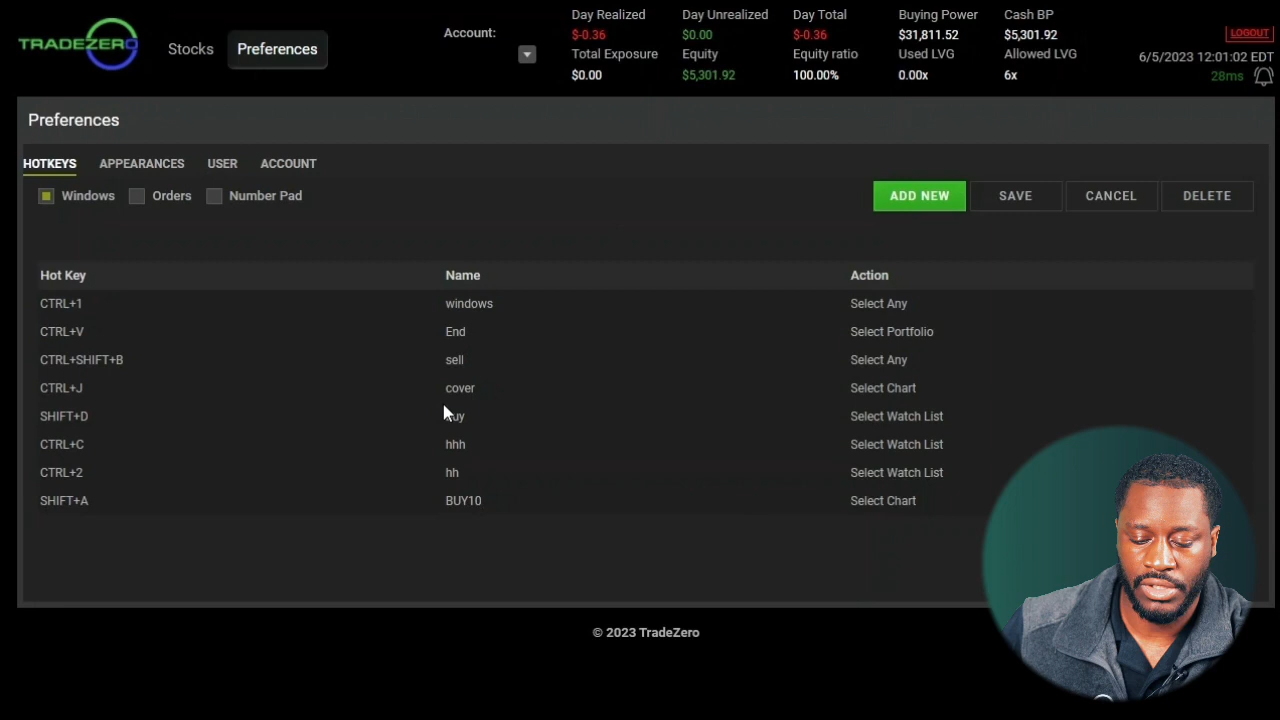 TRADEZERO
Stocks
Preferences
Account:
Day Realized
Day Unrealized
Day Total
Buying Power
Cash BP
$-0.36
$0.00
$-0.36
$31,811.52
$5,301.92
Total Exposure
Equity
Equity ratio
Used LVG
Allowed LVG
$0.00
$5,301.92
100.00%
0.00x
6x
LOGOUT
6/5/2023 12:01:02 EDT
28ms
Preferences
HOTKEYS APPEARANCES USER ACCOUNT
Windows Orders Number Pad
ADD NEW SAVE CANCEL DELETE
Hot Key Name Action
CTRL+1 windows Select Any
CTRL+V End Select Portfolio
CTRL+SHIFT+B sell Select Any
CTRL+J cover Select Chart
SHIFT+D buy Select Watch List
CTRL+C hhh Select Watch List
CTRL+2 hh Select Watch List
SHIFT+A BUY10 Select Chart
© 2023 TradeZero